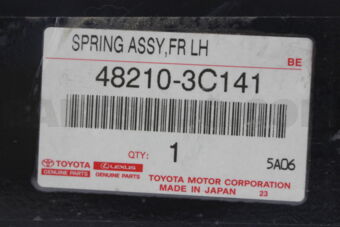 SPRING ASSY,FR LH
BE
48210-3C141
QTY: 1
5A06
TOYOTA LEXUS
GENUINE PARTS GENUINE PARTS
TOYOTA MOTOR CORPORATION
MADE IN JAPAN 23